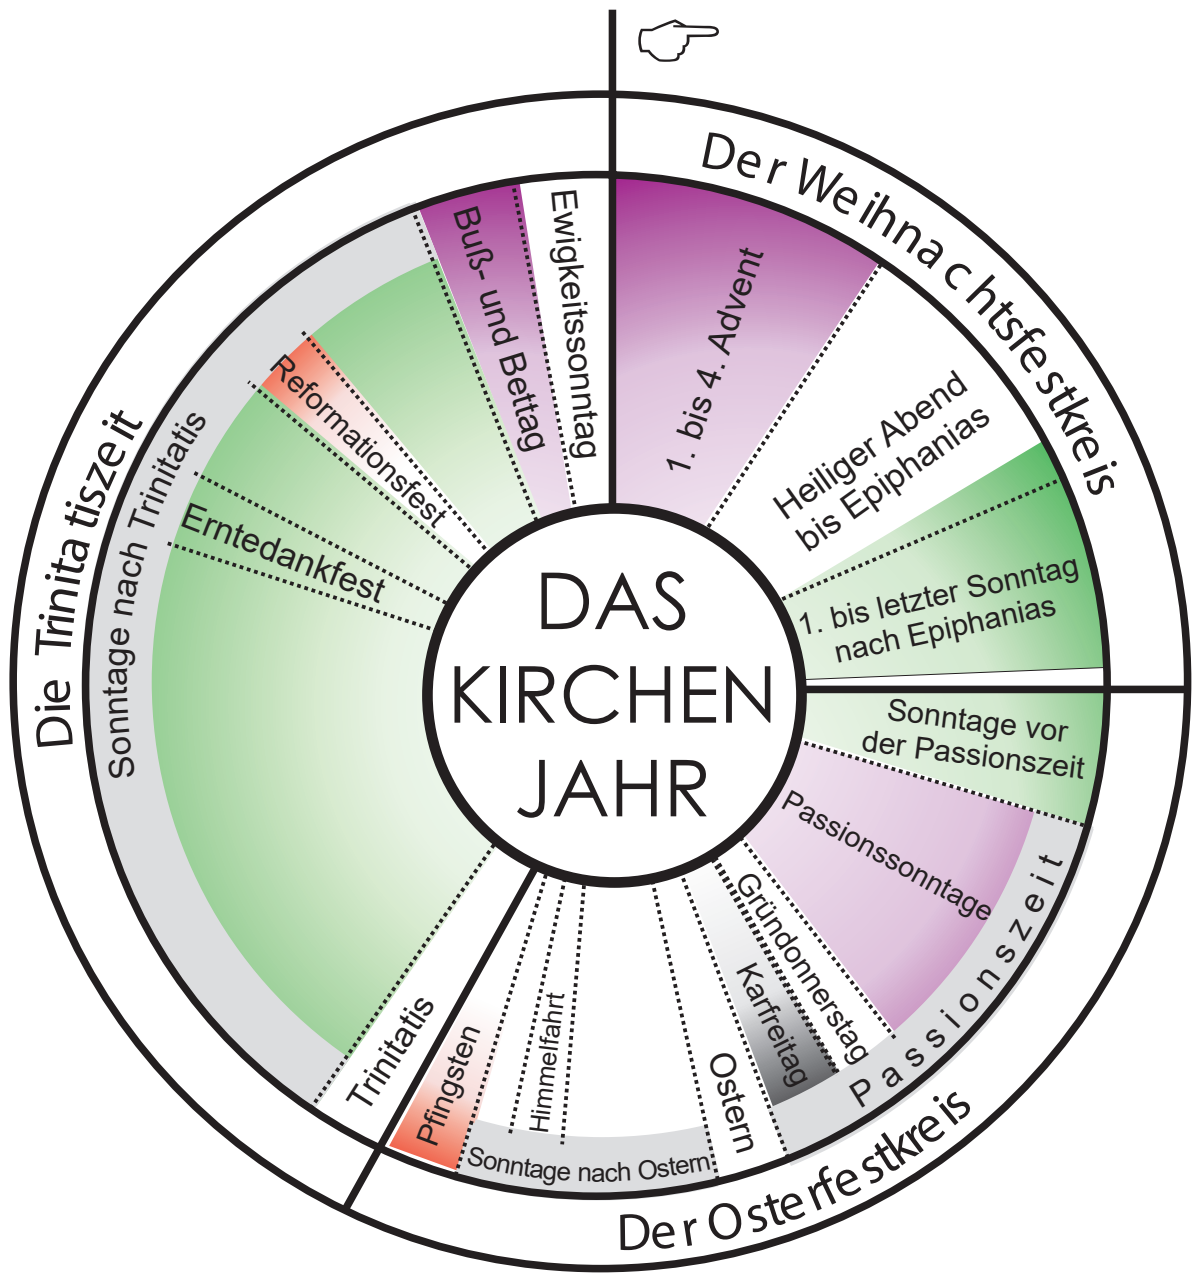 DAS
KIRCHEN
JAHR
Der Weihnachtsfestkreis
1. bis 4. Advent
Heiliger Abend
bis Epiphanias
1. bis letzter Sonntag
nach Epiphanias
Der Osterfestkreis
Sonntage vor
der Passionszeit
Passionszeit
Passionssonntage
Gründonnerstag
Karfreitag
Ostern
Sonntage nach Ostern
Himmelfahrt
Pfingsten
Die Trinitatiszeit
Trinitatis
Sonntage nach Trinitatis
Erntedankfest
Reformationsfest
Buß- und Bettag
Ewigkeitssonntag